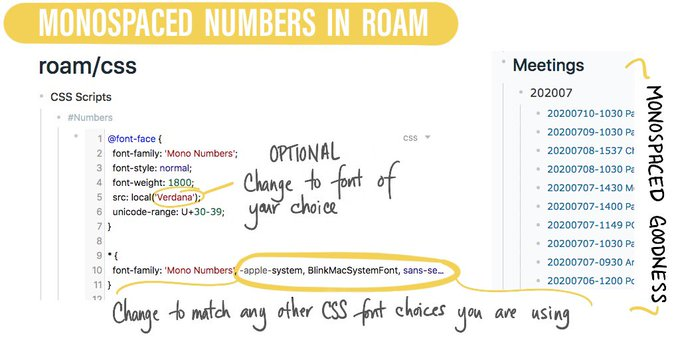 MONOSPACED NUMBERS IN ROAM
roam/css
CSS Scripts
#Numbers
css
1 @font-face {
2 font-family: 'Mono Numbers';
3 font-style: normal;
4 font-weight: 1800;
5 src: local('Verdana');
6 unicode-range: U+30-39;
7 }
8
9 * {
10 font-family: 'Mono Numbers', -apple-system, BlinkMacSystemFont, sans-se...
11 }
12
OPTIONAL
Change to font of
your choice
Change to match any other CSS font choices you are using
Meetings
202007
20200710-1030 Pa
20200709-1030 Pa
20200708-1537 Ch
20200708-1030 Pa
20200707-1430 Mo
20200707-1400 Pa
20200707-1149 PC
20200707-1030 Pa
20200707-0930 Ar
20200706-1200 Po
MONOSPACED GOODNESS